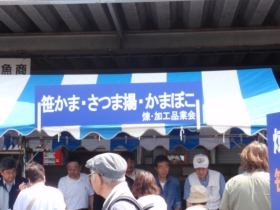 魚商
笹かま・さつま揚・かまぼこ
煉・加工品業会
煉